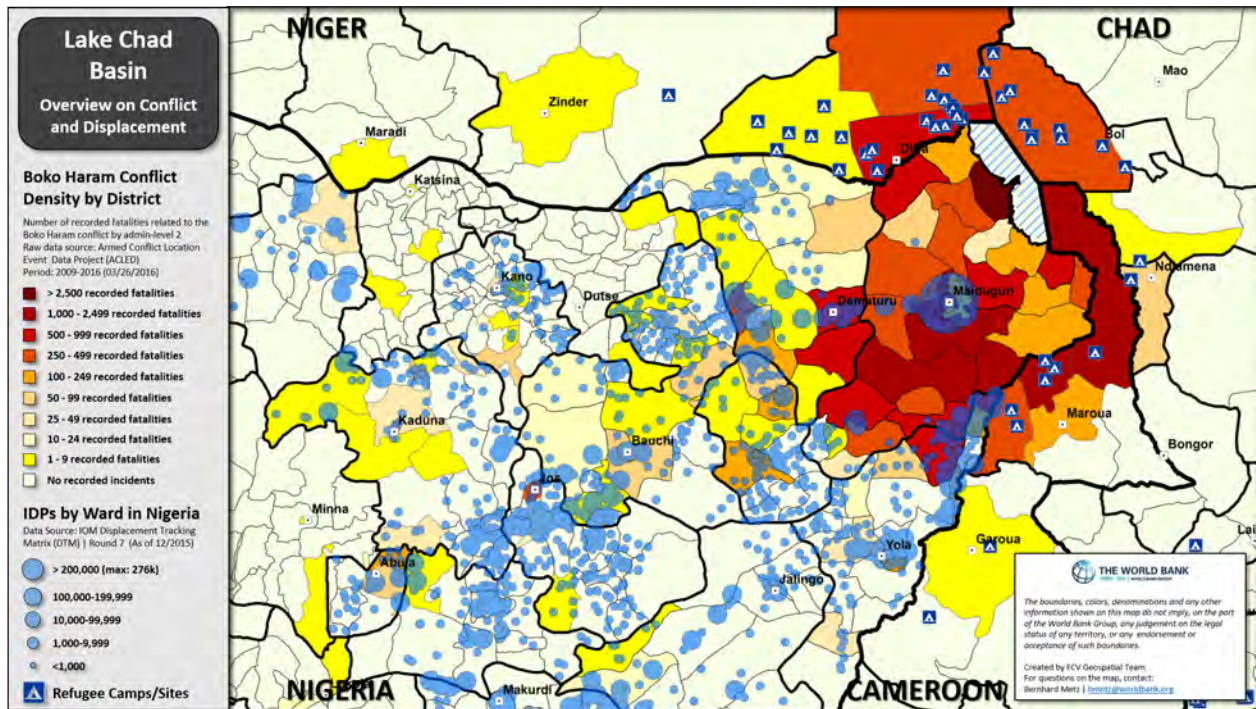 Lake Chad
Basin
Overview on Conflict
and Displacement
Boko Haram Conflict
Density by District
Number of recorded fatalities related to the
Boko Haram conflict by admin-level 2
Raw data source: Armed Conflict Location
Event Data Project (ACLED)
Period: 2009-2016 (03/26/2016)
> 2,500 recorded fatalities
1,000 - 2,499 recorded fatalities
500 - 999 recorded fatalities
250 - 499 recorded fatalities
100 - 249 recorded fatalities
50 - 99 recorded fatalities
25 - 49 recorded fatalities
10 - 24 recorded fatalities
1 - 9 recorded fatalities
No recorded incidents
IDPs by Ward in Nigeria
Data Source: IOM Displacement Tracking
Matrix (DTM) | Round 7 (As of 12/2015)
> 200,000 (max: 276k)
100,000-199,999
10,000-99,999
1,000-9,999
<1,000
Refugee Camps/Sites
NIGER
CHAD
Mao
Zinder
Maradi
Bol
Diffa
Katsina
Ndjamena
Kano
Dutse
Damaturu
Maiduguri
Kaduna
Maroua
Bauchi
Bongor
Jos
Minna
Lai
Yola
Garoua
Abuja
Jalingo
NIGERIA
Makurdi
CAMEROON
THE WORLD BANK
The boundaries, colors, denominations and any other
information shown on this map do not imply, on the part
of the World Bank Group, any judgement on the legal
status of any territory, or any endorsement or
acceptance of such boundaries.
Created by FCV Geospatial Team
For questions on the map, contact:
Bernhard Metz | bmetz@worldbank.org